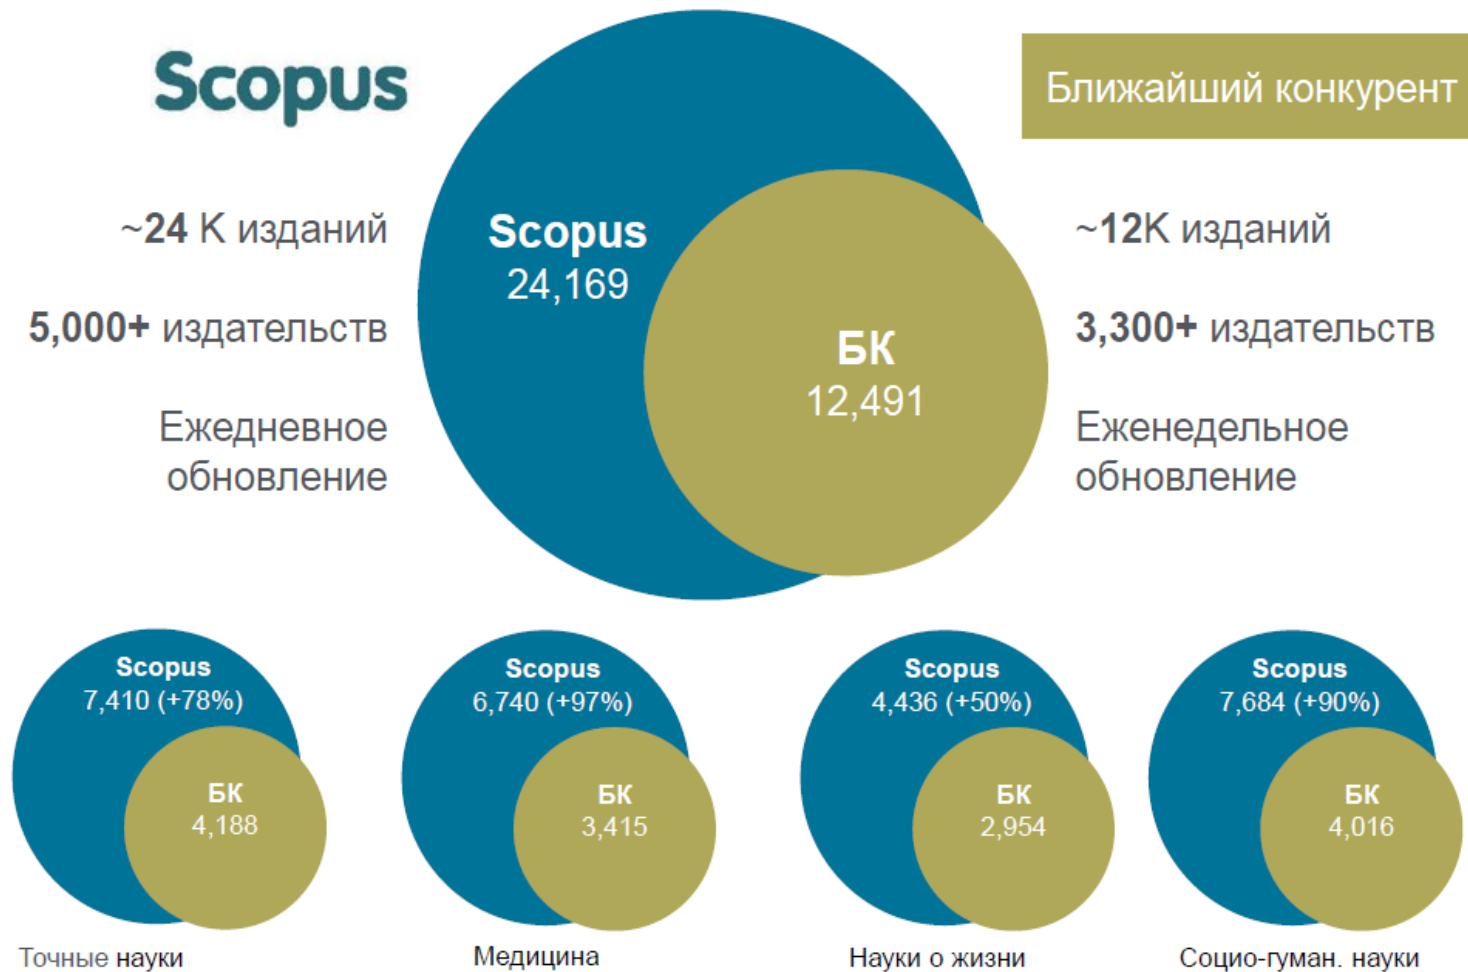 Scopus
Ближайший конкурент
~24 K изданий
5,000+ издательств
Ежедневное
обновление
Scopus
24,169
БК
12,491
~12K изданий
3,300+ издательств
Еженедельное
обновление
Scopus
7,410 (+78%)
БК
4,188
Точные науки
Scopus
6,740 (+97%)
БК
3,415
Медицина
Scopus
4,436 (+50%)
БК
2,954
Науки о жизни
Scopus
7,684 (+90%)
БК
4,016
Социо-гуман. науки